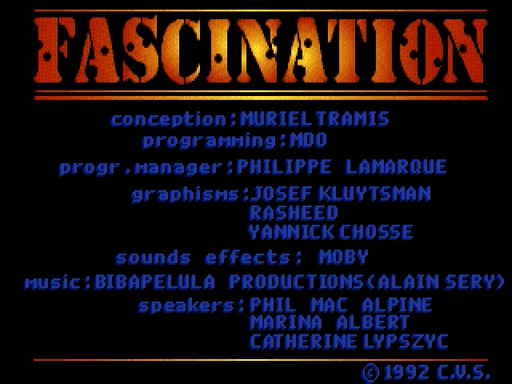 FASCINATION
conception:MURIEL TRAMIS
programming:MDO
progr.manager:PHILIPPE LAMARQUE
graphisms:JOSEF KLUYTSMAN
RASHEED
YANNICK CHOSSE
sounds effects: MOBY
music:BIBAPELULA PRODUCTIONS(ALAIN SERY)
speakers:PHIL MAC ALPINE
MARINA ALBERT
CATHERINE LYPSZYC
© 1992 C.V.S.